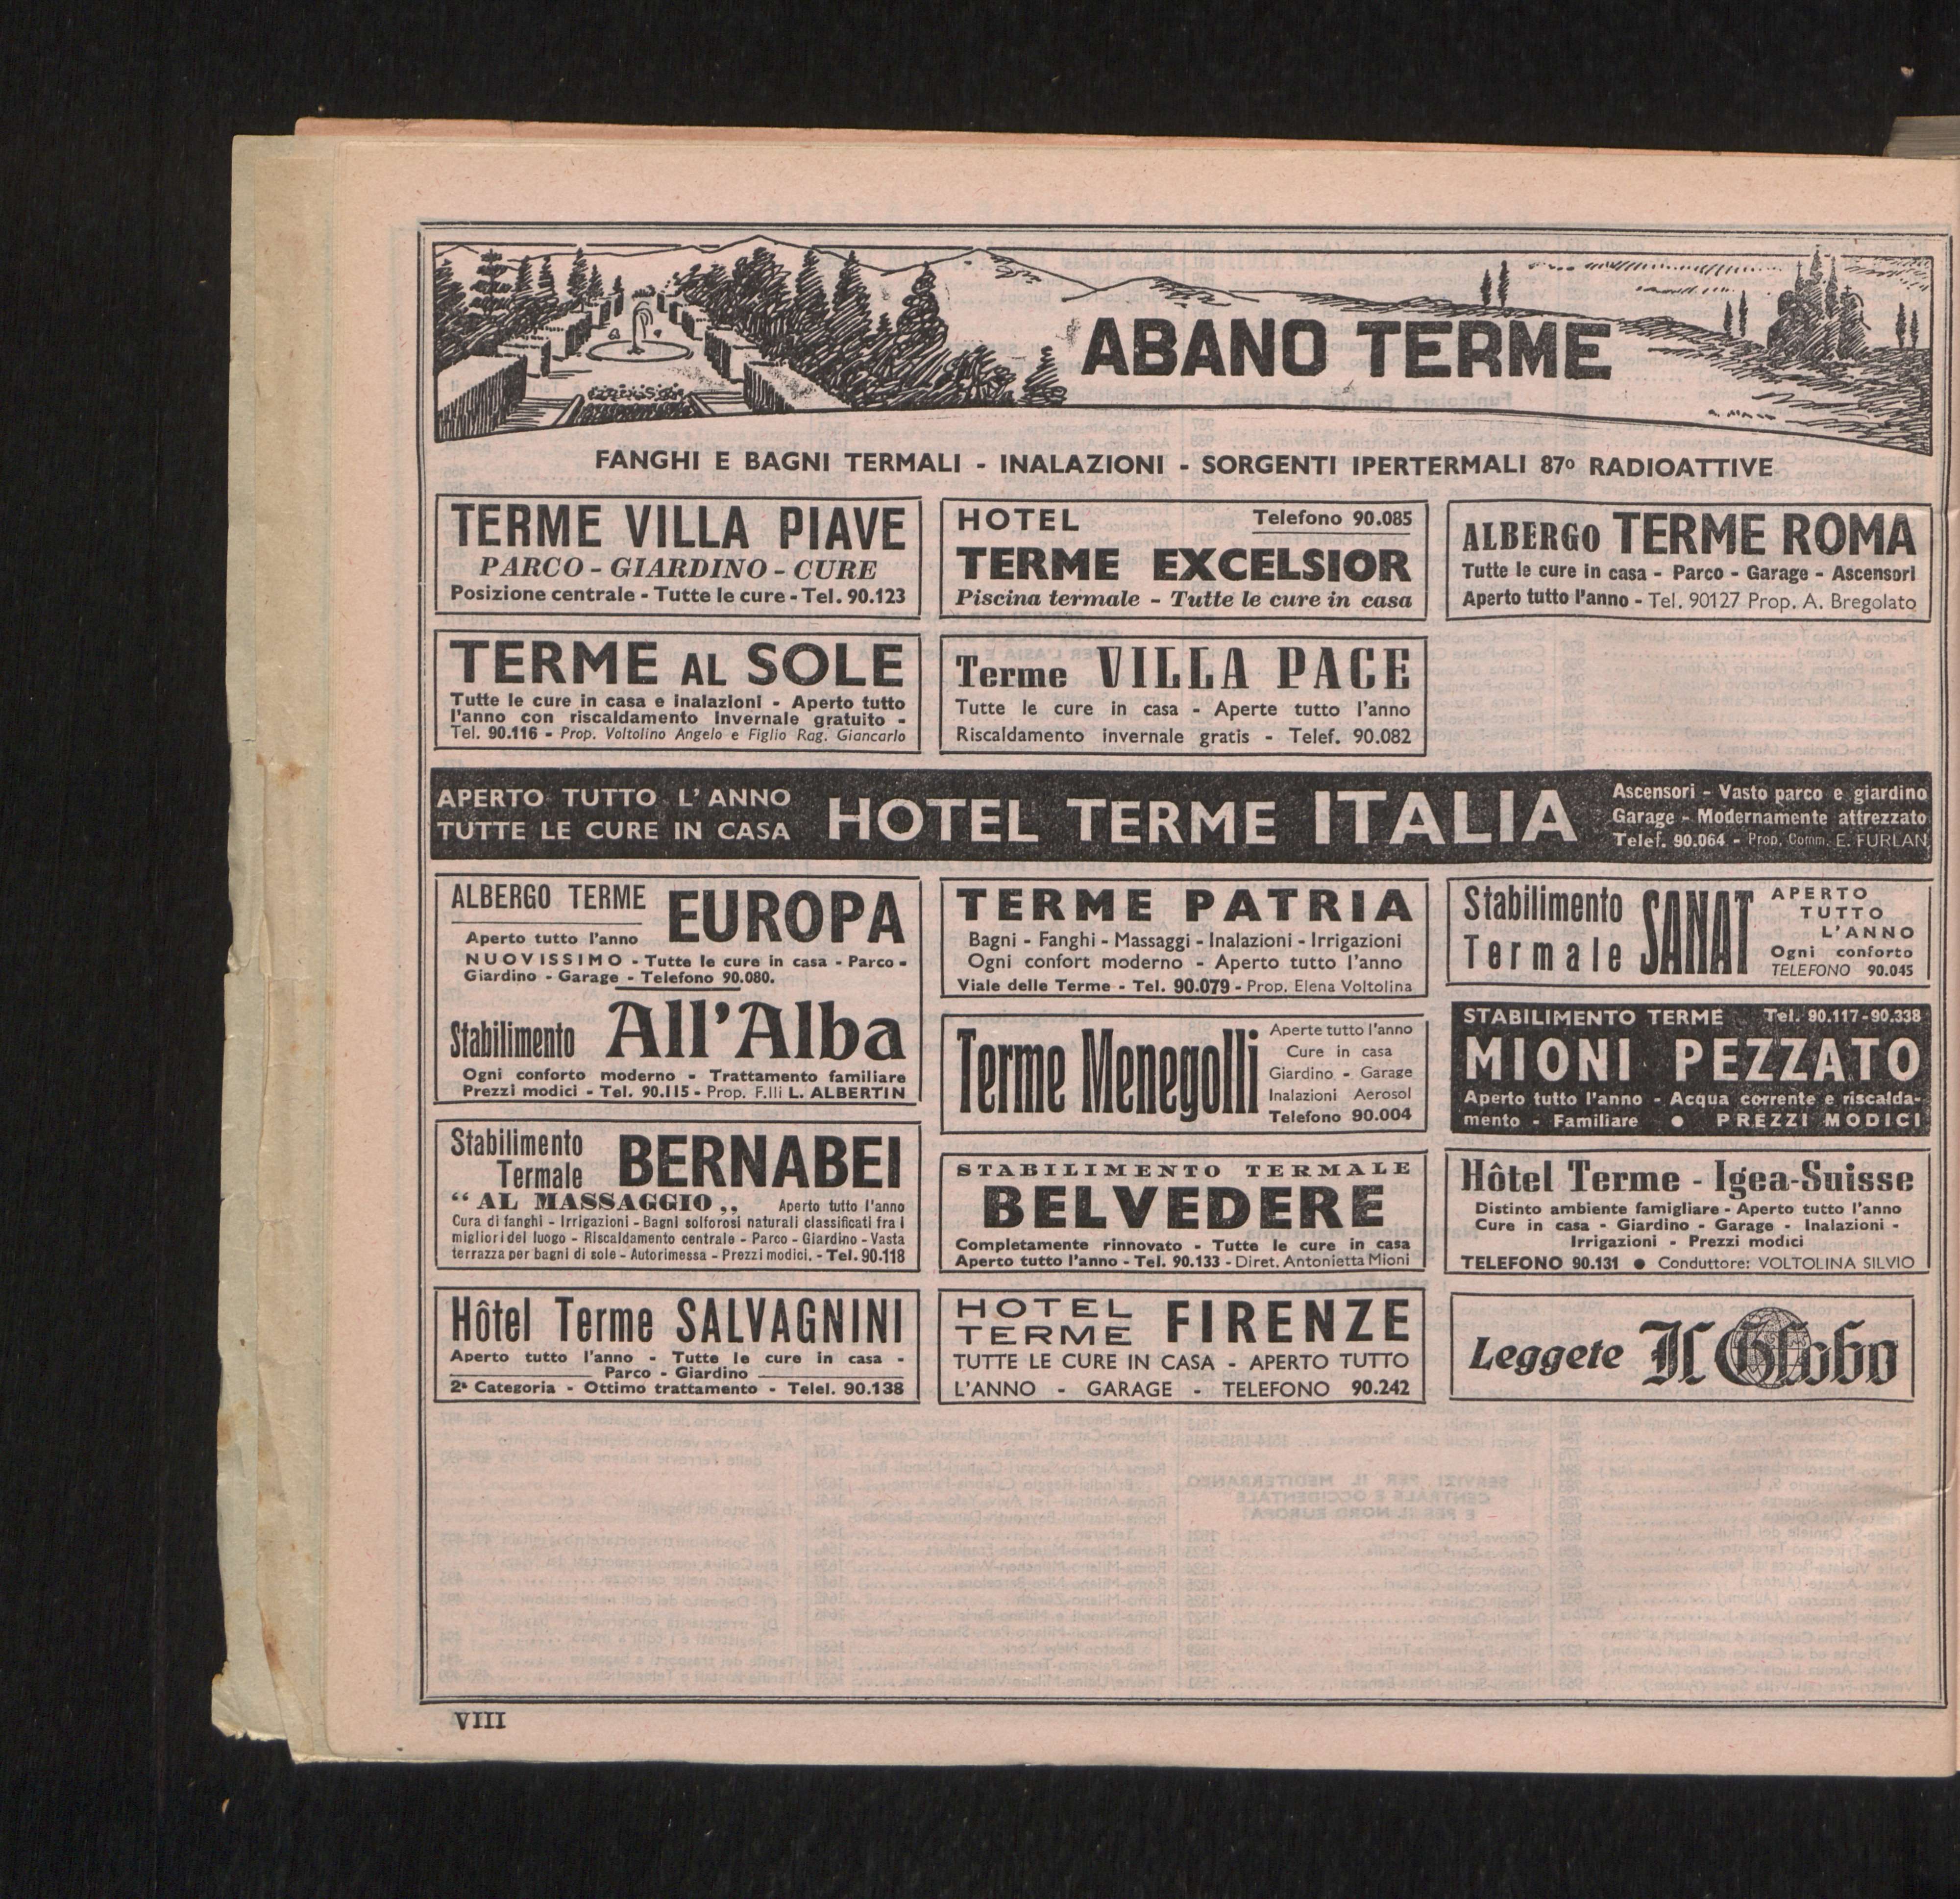 ABANO TERME
FANGHI E BAGNI TERMALI - INALAZIONI - SORGENTI IPERTERMALI 87º RADIOATTIVE
TERME VILLA PIAVE
PARCO - GIARDINO - CURE
Posizione centrale - Tutte le cure - Tel. 90.123
HOTEL Telefono 90.085
TERME EXCELSIOR
Piscina termale - Tutte le cure in casa
ALBERGO TERME ROMA
Tutte le cure in casa - Parco - Garage - Ascensori
Aperto tutto l'anno - Tel. 90127 Prop. A. Bregolato
TERME AL SOLE
Tutte le cure in casa e inalazioni - Aperto tutto
l'anno con riscaldamento Invernale gratuito -
Tel. 90.116 - Prop. Voltolino Angelo e Figlio Rag. Giancarlo
Terme VILLA PACE
Tutte le cure in casa - Aperte tutto l'anno
Riscaldamento invernale gratis - Telef. 90.082
APERTO TUTTO L'ANNO
TUTTE LE CURE IN CASA
HOTEL TERME ITALIA
Ascensori - Vasto parco e giardino
Garage - Modernamente attrezzato
Telef. 90.064 - Prop. Comm. E. FURLAN
ALBERGO TERME EUROPA
Aperto tutto l'anno
NUOVISSIMO - Tutte le cure in casa - Parco -
Giardino - Garage - Telefono 90.080.
Stabilimento All'Alba
Ogni conforto moderno - Trattamento familiare
Prezzi modici - Tel. 90.115 - Prop. F.lli L. ALBERTIN
Stabilimento
Termale BERNABEI
“ AL MASSAGGIO „ Aperto tutto l'anno
Cura di fanghi - Irrigazioni - Bagni solforosi naturali classificati fra i
migliori del luogo - Riscaldamento centrale - Parco - Giardino - Vasta
terrazza per bagni di sole - Autorimessa - Prezzi modici. - Tel. 90.118
Hôtel Terme SALVAGNINI
Aperto tutto l'anno - Tutte le cure in casa -
Parco - Giardino
2ª Categoria - Ottimo trattamento - Telel. 90.138
TERME PATRIA
Bagni - Fanghi - Massaggi - Inalazioni - Irrigazioni
Ogni confort moderno - Aperto tutto l'anno
Viale delle Terme - Tel. 90.079 - Prop. Elena Voltolina
Terme Menegolli
Aperte tutto l'anno
Cure in casa
Giardino - Garage
Inalazioni Aerosol
Telefono 90.004
STABILIMENTO TERMALE
BELVEDERE
Completamente rinnovato - Tutte le cure in casa
Aperto tutto l'anno - Tel. 90.133 - Diret. Antonietta Mioni
HOTEL
TERME FIRENZE
TUTTE LE CURE IN CASA - APERTO TUTTO
L'ANNO - GARAGE - TELEFONO 90.242
Stabilimento
Termale SANAT
APERTO
TUTTO
L'ANNO
Ogni conforto
TELEFONO 90.045
STABILIMENTO TERME Tel. 90.117-90.338
MIONI PEZZATO
Aperto tutto l'anno - Acqua corrente e riscalda-
mento - Familiare ● PREZZI MODICI
Hôtel Terme - Igea-Suisse
Distinto ambiente famigliare - Aperto tutto l'anno
Cure in casa - Giardino - Garage - Inalazioni -
Irrigazioni - Prezzi modici
TELEFONO 90.131 ● Conduttore: VOLTOLINA SILVIO
Leggete Il Globo
VIII